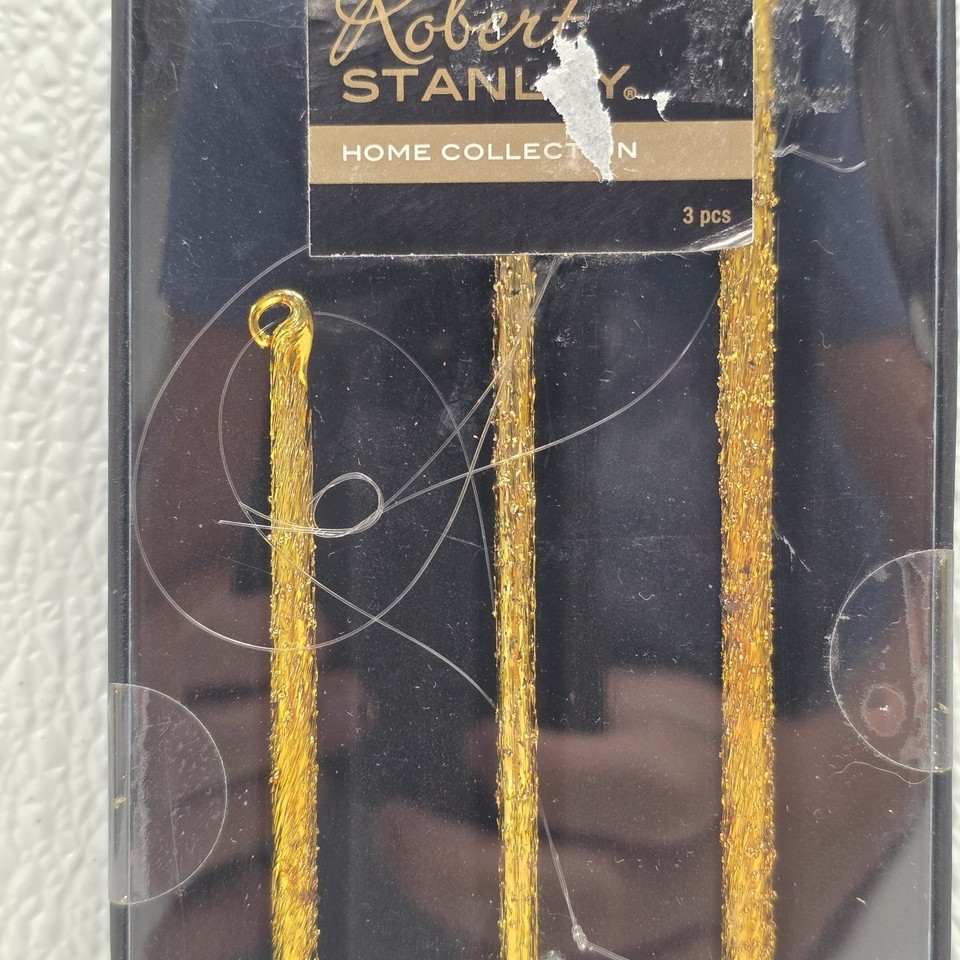 Robert
STANLEY®
HOME COLLECTION
3 pcs